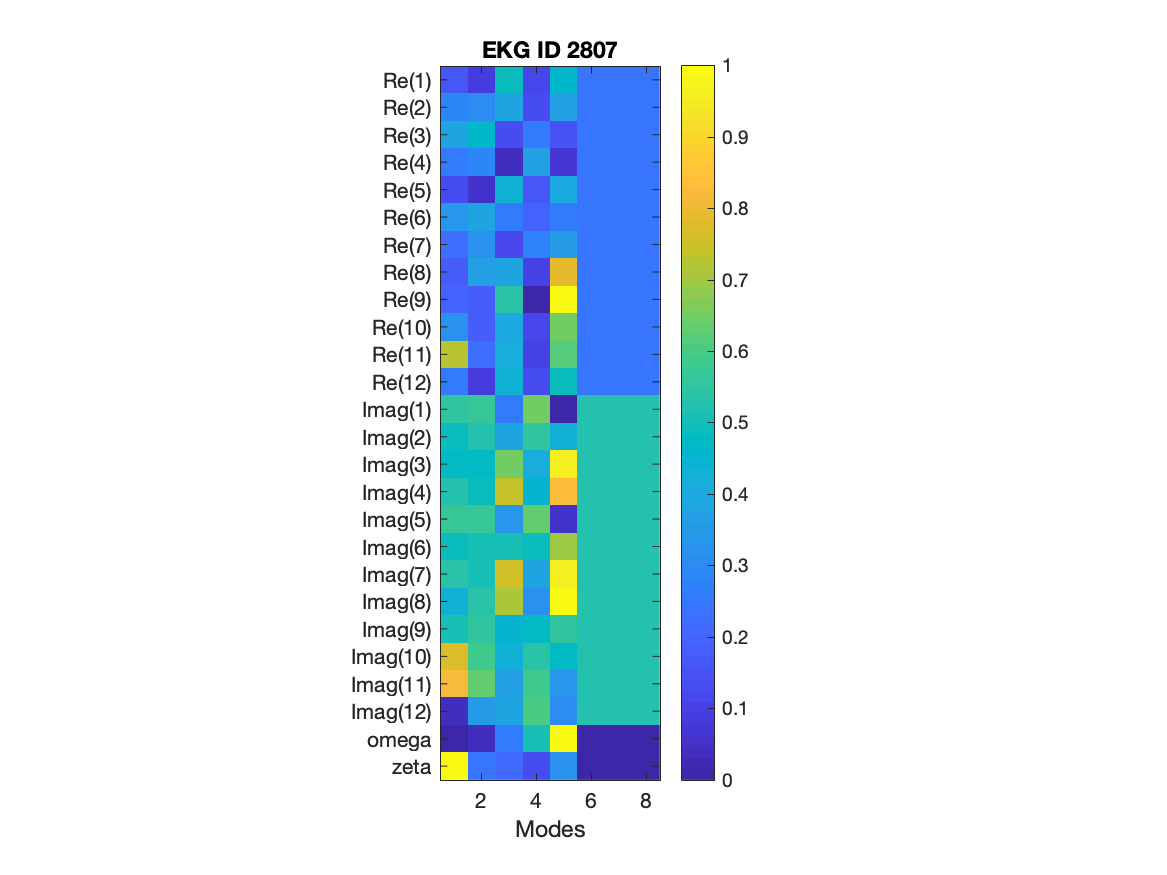 EKG ID 2807
Re(1)
Re(2)
Re(3)
Re(4)
Re(5)
Re(6)
Re(7)
Re(8)
Re(9)
Re(10)
Re(11)
Re(12)
Imag(1)
Imag(2)
Imag(3)
Imag(4)
Imag(5)
Imag(6)
Imag(7)
Imag(8)
Imag(9)
Imag(10)
Imag(11)
Imag(12)
omega
zeta
2 4 6 8
Modes
1
0.9
0.8
0.7
0.6
0.5
0.4
0.3
0.2
0.1
0